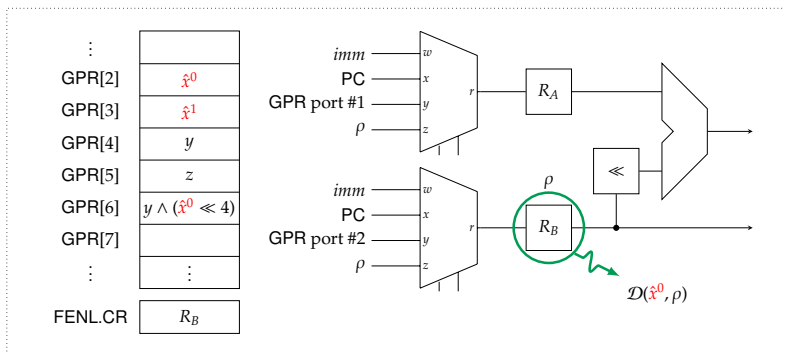 ⋮
GPR[2] x̂⁰
GPR[3] x̂¹
GPR[4] y
GPR[5] z
GPR[6] y ∧ (x̂⁰ ≪ 4)
GPR[7]
⋮ ⋮
FENL.CR R_B
imm w
PC x
GPR port #1 y r
ρ z
R_A
≪
imm w
PC x
GPR port #2 y r
ρ z
ρ
R_B
𝒟(x̂⁰, ρ)